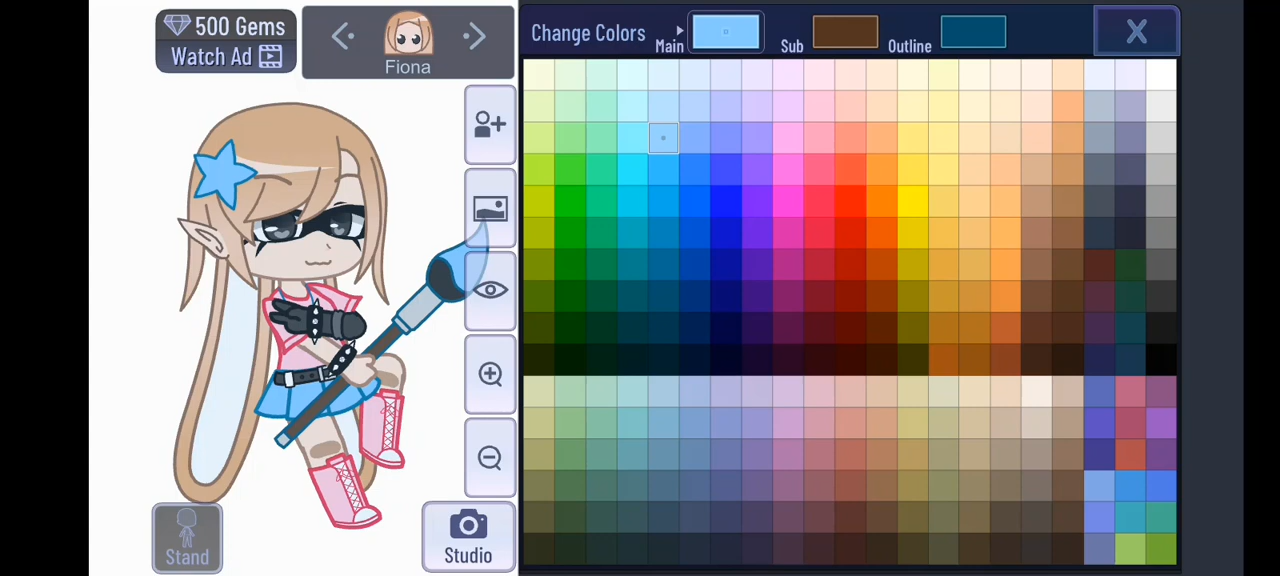 500 Gems
Watch Ad
Fiona
Stand
Studio
Change Colors
Main
Sub
Outline
X